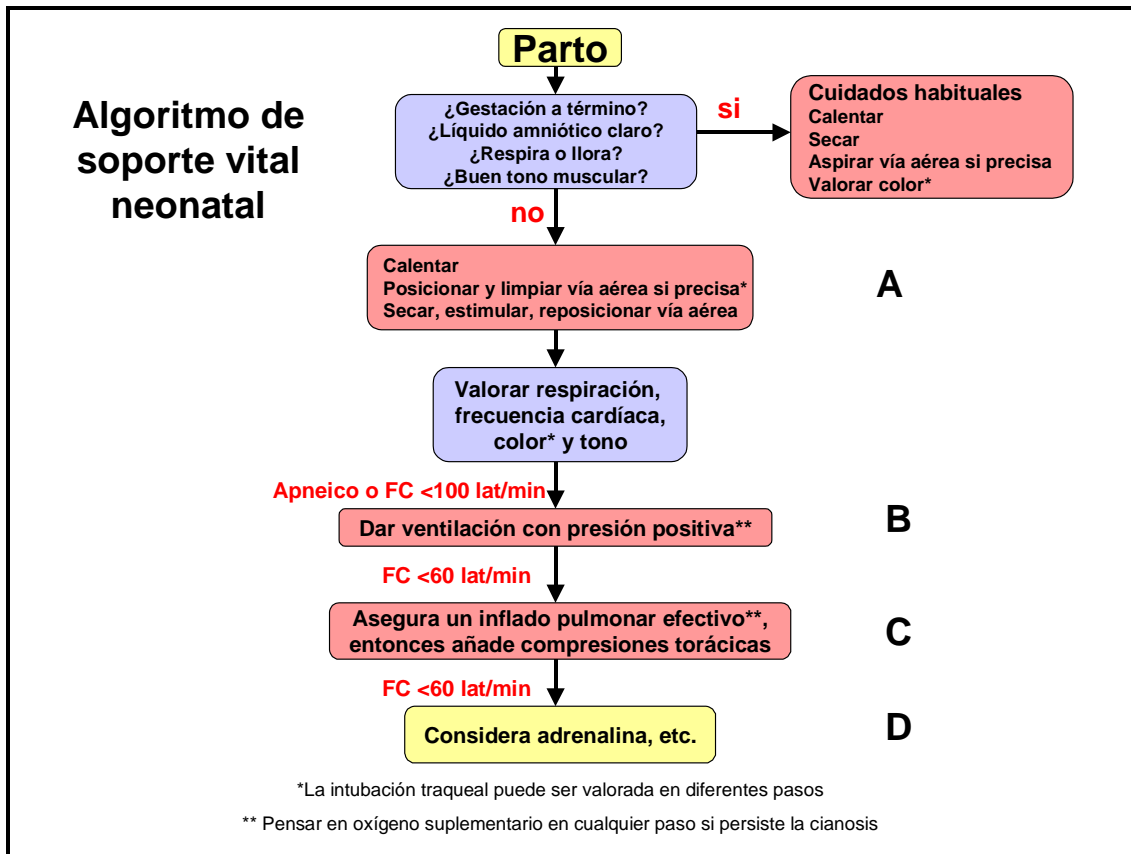 Parto
Algoritmo de
soporte vital
neonatal
¿Gestación a término?
¿Líquido amniótico claro?
¿Respira o llora?
¿Buen tono muscular?
si
Cuidados habituales
Calentar
Secar
Aspirar vía aérea si precisa
Valorar color*
no
Calentar
Posicionar y limpiar vía aérea si precisa*
Secar, estimular, reposicionar vía aérea
A
Valorar respiración,
frecuencia cardíaca,
color* y tono
Apneico o FC <100 lat/min
Dar ventilación con presión positiva**
B
FC <60 lat/min
Asegura un inflado pulmonar efectivo**,
entonces añade compresiones torácicas
C
FC <60 lat/min
Considera adrenalina, etc.
D
*La intubación traqueal puede ser valorada en diferentes pasos
** Pensar en oxígeno suplementario en cualquier paso si persiste la cianosis